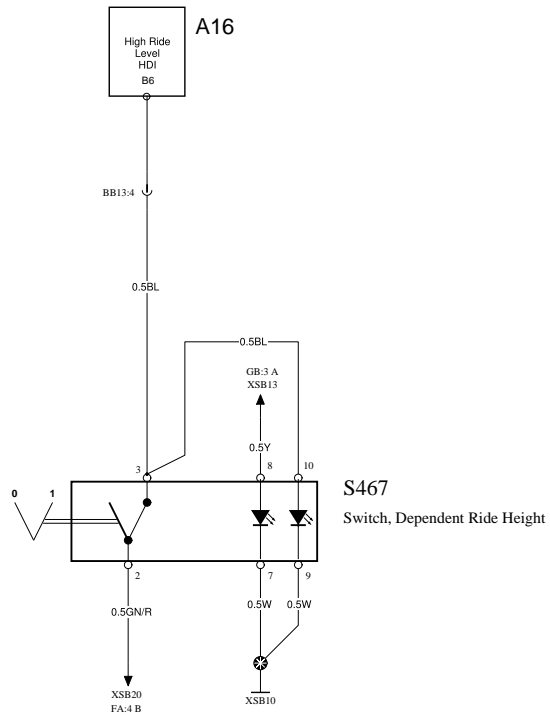 A16
High Ride
Level
HDI
B6
BB13:4
0.5BL
0.5BL
GB:3 A
XSB13
0.5Y
3
8
10
S467
Switch, Dependent Ride Height
0
1
2
7
9
0.5GN/R
0.5W
0.5W
XSB20
FA:4 B
XSB10